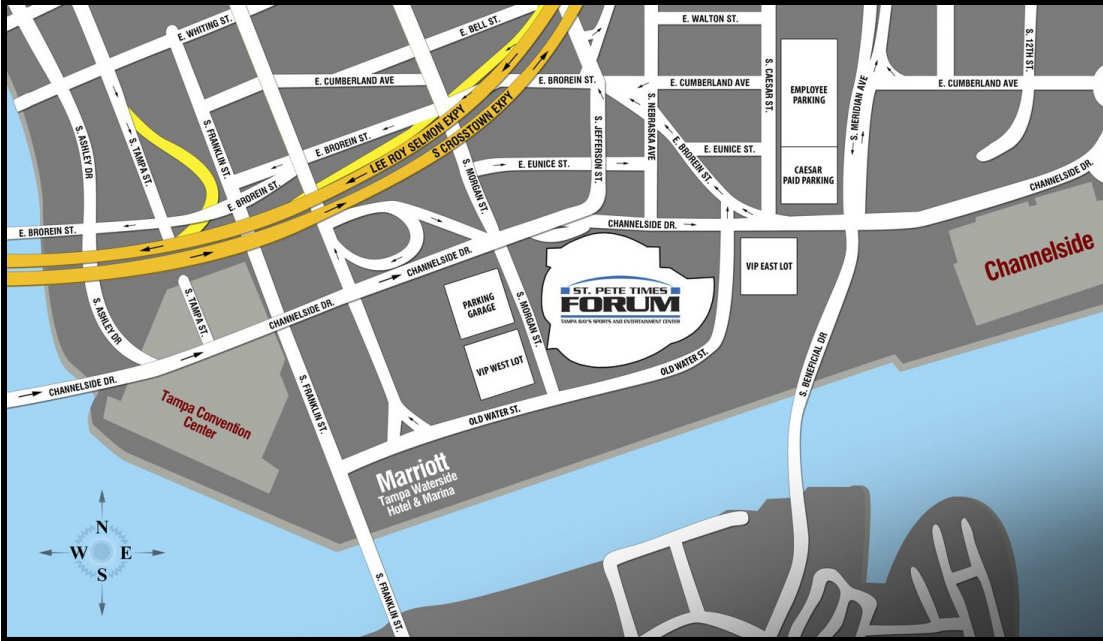 E. WHITING ST.
E. BELL ST.
E. WALTON ST.
S. 12TH ST.
S. CAESAR ST.
EMPLOYEE
PARKING
S. MERIDIAN AVE
E. CUMBERLAND AVE
E. BROREIN ST.
E. CUMBERLAND AVE
E. CUMBERLAND AVE
S. ASHLEY DR
S. TAMPA ST.
S. FRANKLIN ST.
E. BROREIN ST.
LEE ROY SELMON EXPY
S CROSSTOWN EXPY
S. JEFFERSON ST.
S. NEBRASKA AVE
E. BROREIN ST.
E. EUNICE ST.
E. EUNICE ST.
CAESAR
PAID PARKING
S. MORGAN ST.
CHANNELSIDE DR.
E. BROREIN ST.
E. BROREIN ST.
CHANNELSIDE DR.
CHANNELSIDE DR.
Channelside
VIP EAST LOT
S. ASHLEY DR
S. TAMPA ST.
CHANNELSIDE DR.
PARKING
GARAGE
S. MORGAN ST.
ST. PETE TIMES
FORUM
TAMPA BAY'S SPORTS AND ENTERTAINMENT CENTER
VIP WEST LOT
OLD WATER ST.
S. BENEFICIAL DR
CHANNELSIDE DR.
Tampa Convention
Center
S. FRANKLIN ST.
OLD WATER ST.
Marriott
Tampa Waterside
Hotel & Marina
N
W E
S
S. FRANKLIN ST.